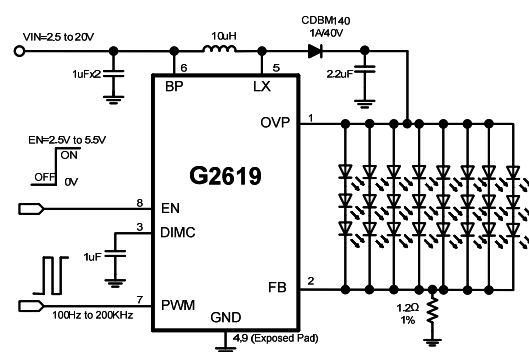 CDBM140
1A/40V
VIN=2.5 to 20V
10uH
1uFx2
6
5
2.2uF
BP
LX
OVP
1
EN=2.5V to 5.5V
ON
OFF
0V
G2619
8
EN
3
DIMC
1uF
FB
2
7
PWM
100Hz to 200KHz
GND
1.2Ω
1%
4,9 (Exposed Pad)